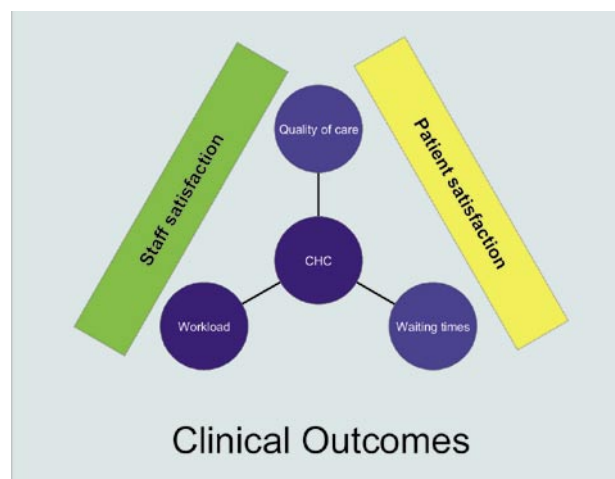 Quality of care
Staff satisfaction
Patient satisfaction
CHC
Workload
Waiting times
Clinical Outcomes